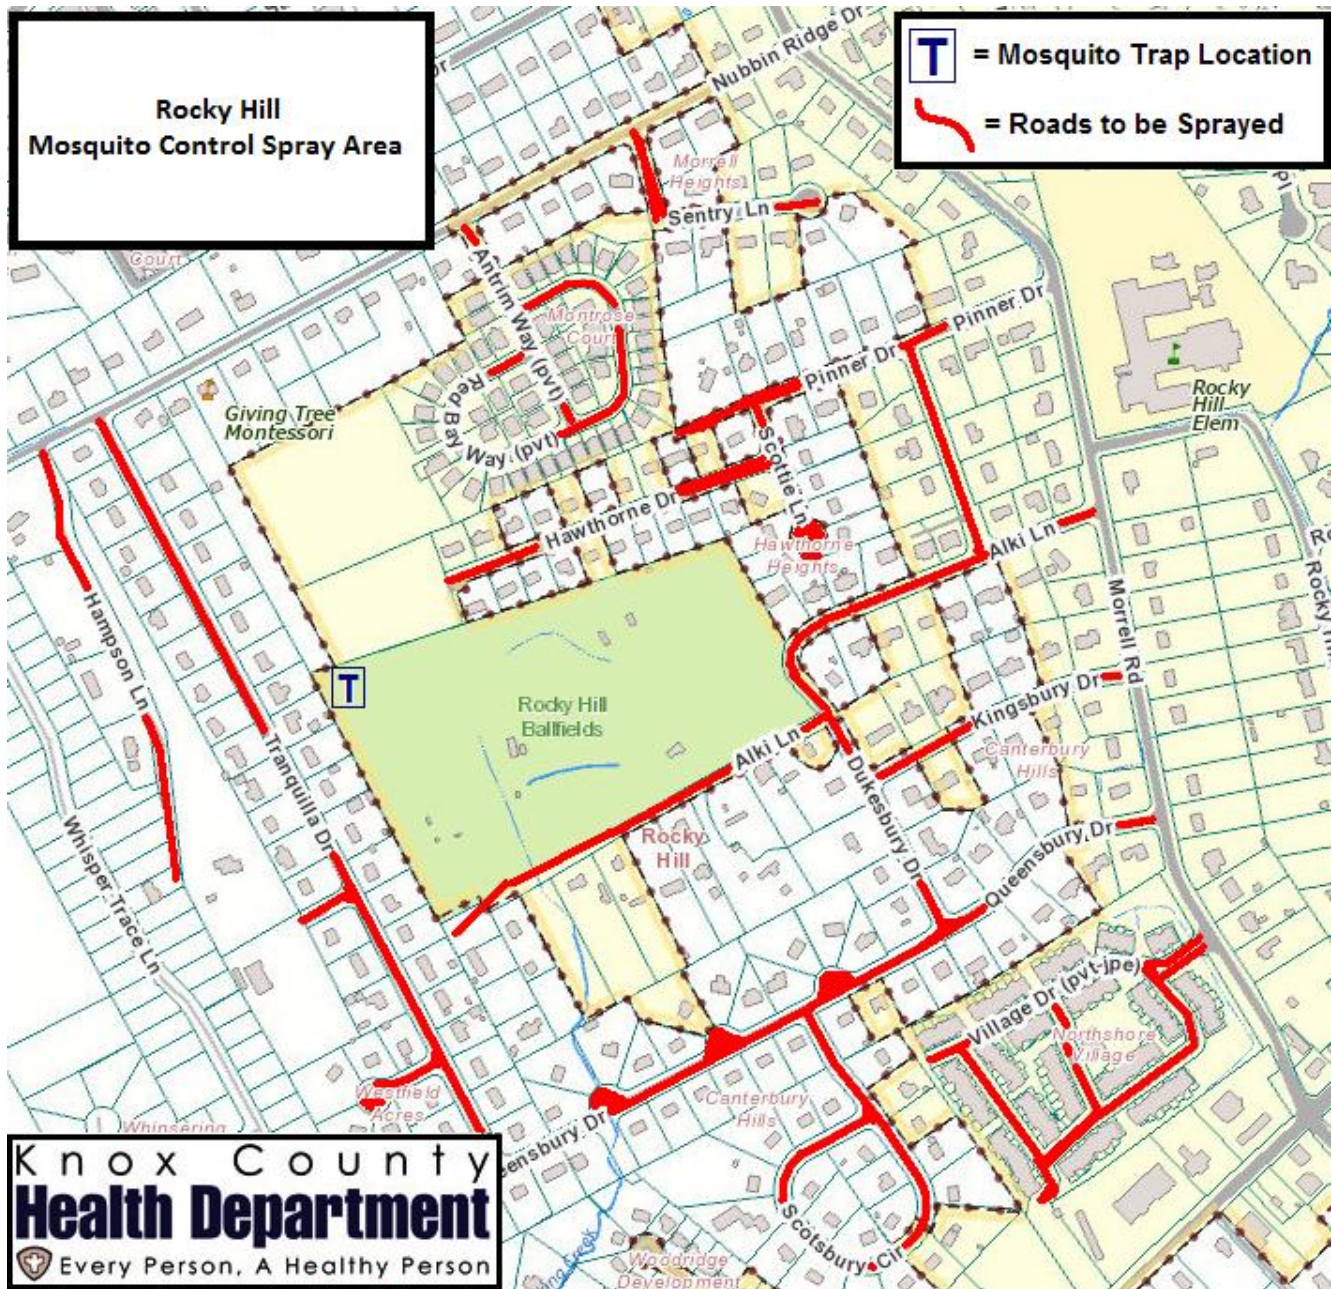 Rocky Hill
Mosquito Control Spray Area
T = Mosquito Trap Location
= Roads to be Sprayed
Nubbin Ridge Dr
Dr
Morrell
Heights
Sentry Ln
Court
Pl
Antrim Way (pvt)
Montrose
Court
Pinner Dr
Pinner Dr
Rocky
Hill
Elem
Giving Tree
Montessori
Red Bay Way (pvt)
Scottie Ln
Hawthorne Dr
Hawthorne
Heights
Alki Ln
Morrell Rd
Hampson Ln
T
Rocky Hill
Ballfields
Kingsbury Dr
Canterbury
Hills
Alki Ln
Dukesbury Dr
Tranquilla Dr
Whisper Trace Ln
Rocky
Hill
Queensbury Dr
Village Dr (pvt-jpe)
Northshore
Village
Westfield
Acres
Whinsering
Canterbury
Hills
eensbury Dr
Scotsbury Cir
Woodridge
Development
Knox County
Health Department
Every Person, A Healthy Person